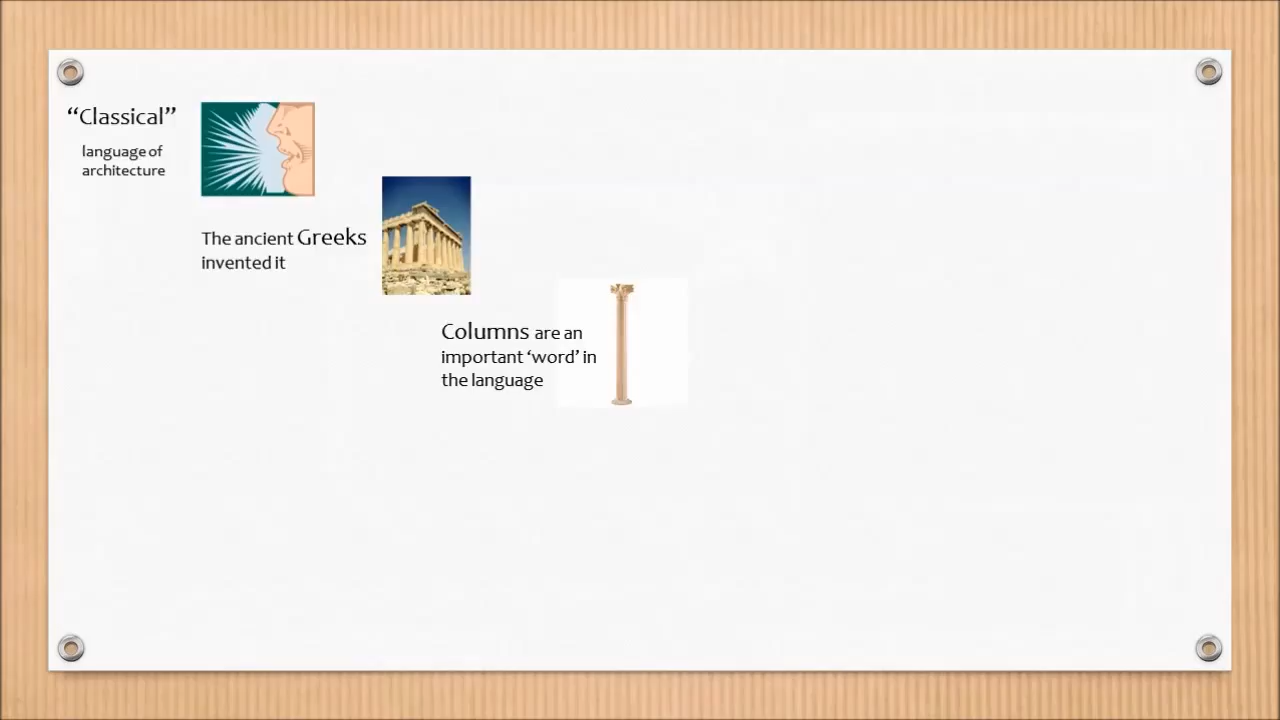 “Classical”
language of
architecture
The ancient Greeks
invented it
Columns are an
important ‘word’ in
the language